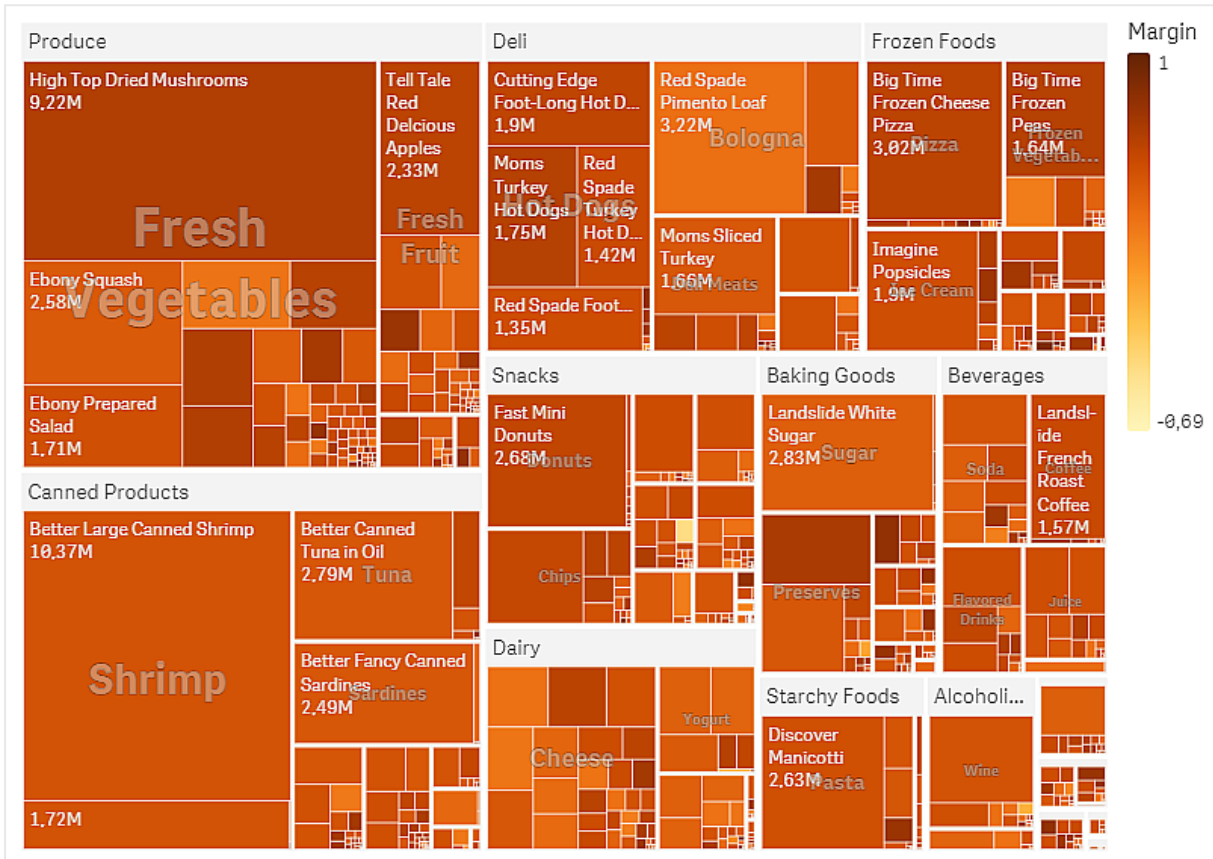 Produce
High Top Dried Mushrooms
9,22M
Fresh
Vegetables
Ebony Squash
2,58M
Ebony Prepared
Salad
1,71M
Tell Tale
Red
Delcious
Apples
2,33M
Fresh
Fruit
Canned Products
Better Large Canned Shrimp
10,37M
Shrimp
1,72M
Better Canned
Tuna in Oil
2,79M
Tuna
Better Fancy Canned
Sardines
2,49M
Sardines
Deli
Cutting Edge
Foot-Long Hot D...
1,9M
Moms
Turkey
Hot Dogs
1,75M
Red
Spade
Turkey
Hot D...
1,42M
Hot Dogs
Red Spade Foot...
1,35M
Red Spade
Pimento Loaf
3,22M
Bologna
Moms Sliced
Turkey
1,66M
Deli Meats
Frozen Foods
Big Time
Frozen Cheese
Pizza
3,02M
Pizza
Big Time
Frozen
Peas
1,64M
Frozen
Vegetab...
Imagine
Popsicles
1,9M
Ice Cream
Snacks
Fast Mini
Donuts
2,68M
Donuts
Chips
Baking Goods
Landslide White
Sugar
2,83M
Sugar
Preserves
Beverages
Soda
Landsl-
ide
French
Roast
Coffee
1,57M
Coffee
Flavored
Drinks
Juice
Dairy
Cheese
Yogurt
Starchy Foods
Discover
Manicotti
2,63M
Pasta
Alcoholi...
Wine
Margin
1
-0,69